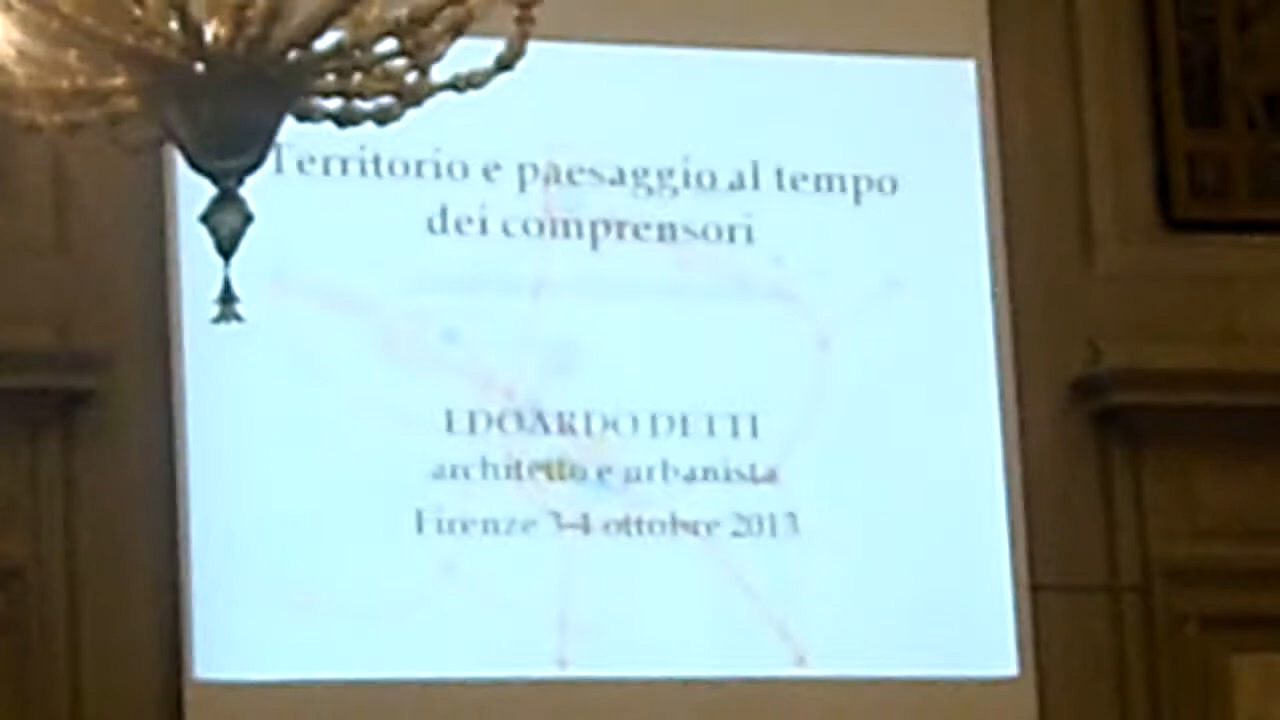 Territorio e paesaggio al tempo
dei comprensori
EDOARDO DETTI
architetto e urbanista
Firenze 3-4 ottobre 2013